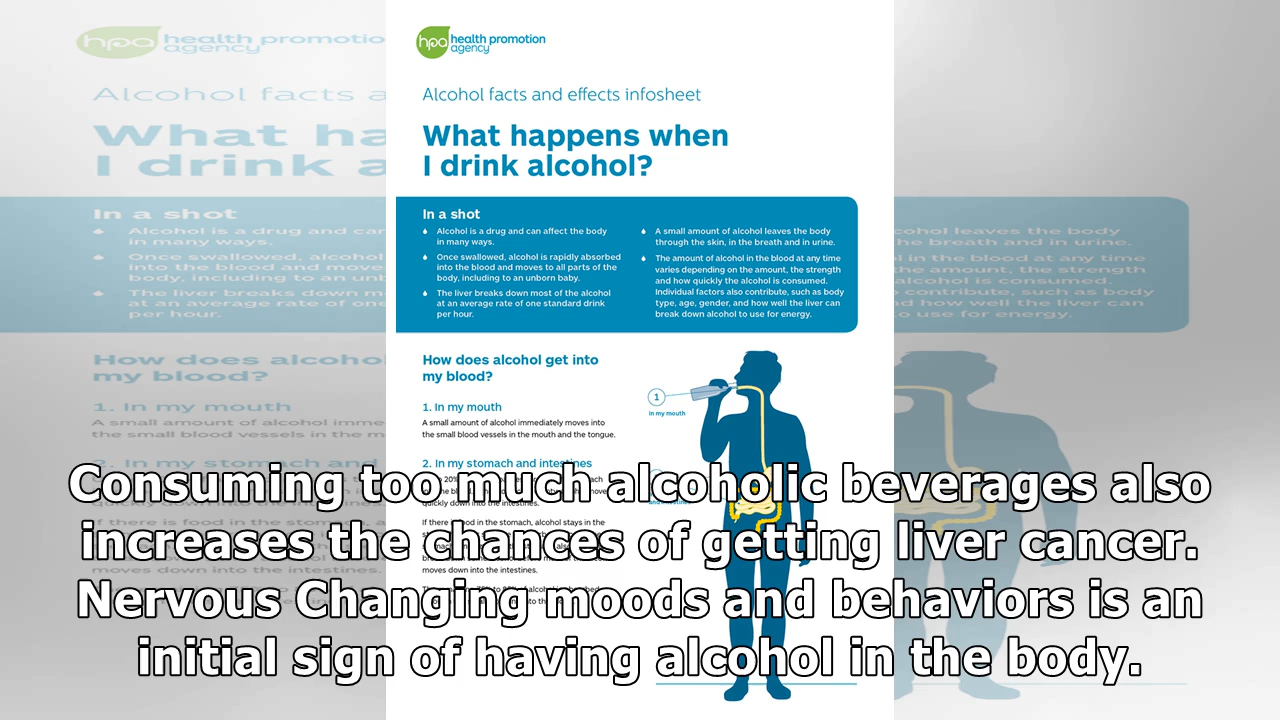 hpa health promotion
agency
Alcohol facts and effects infosheet
What happens when
I drink alcohol?
In a shot
Alcohol is a drug and can affect the body
in many ways.
Once swallowed, alcohol is rapidly absorbed
into the blood and moves to all parts of the
body, including to an unborn baby.
The liver breaks down most of the alcohol
at an average rate of one standard drink
per hour.
A small amount of alcohol leaves the body
through the skin, in the breath and in urine.
The amount of alcohol in the blood at any time
varies depending on the amount, the strength
and how quickly the alcohol is consumed.
Individual factors also contribute, such as body
type, age, gender, and how well the liver can
break down alcohol to use for energy.
How does alcohol get into
my blood?
1. In my mouth
A small amount of alcohol immediately moves into
the small blood vessels in the mouth and the tongue.
1
In my mouth
2. In my stomach and intestines
quickly down into the intestines.
If there is food in the stomach, alcohol stays in the
moves down into the intestines.
Consuming too much alcoholic beverages also
increases the chances of getting liver cancer.
Nervous Changing moods and behaviors is an
initial sign of having alcohol in the body.